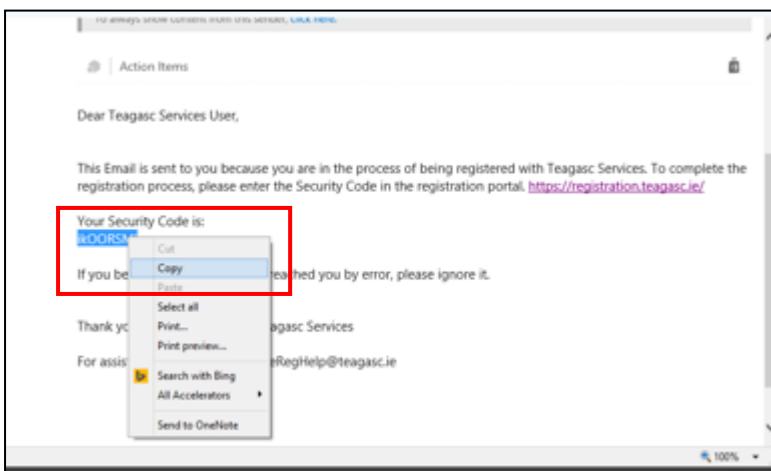 To always show content from this sender, click here.
Action Items
Dear Teagasc Services User,
This Email is sent to you because you are in the process of being registered with Teagasc Services. To complete the
registration process, please enter the Security Code in the registration portal. https://registration.teagasc.ie/
Your Security Code is:
Cut
Copy
If you be reached you by error, please ignore it.
Paste
Select all
Thank yo agasc Services
Print...
Print preview...
For assis eRegHelp@teagasc.ie
Search with Bing
All Accelerators
Send to OneNote
100%